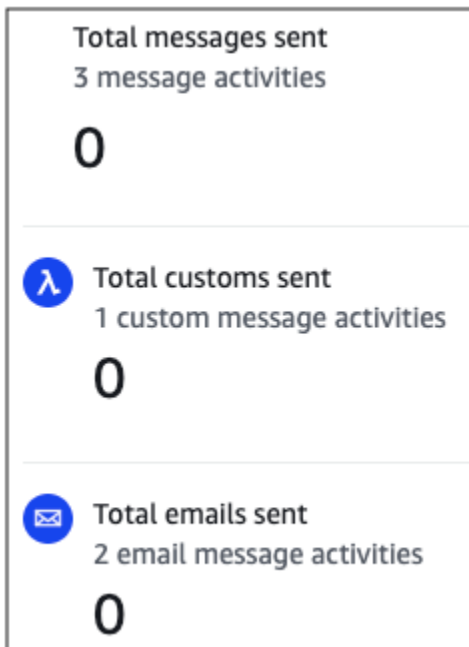 Total messages sent
3 message activities
0
λ
Total customs sent
1 custom message activities
0
Total emails sent
2 email message activities
0